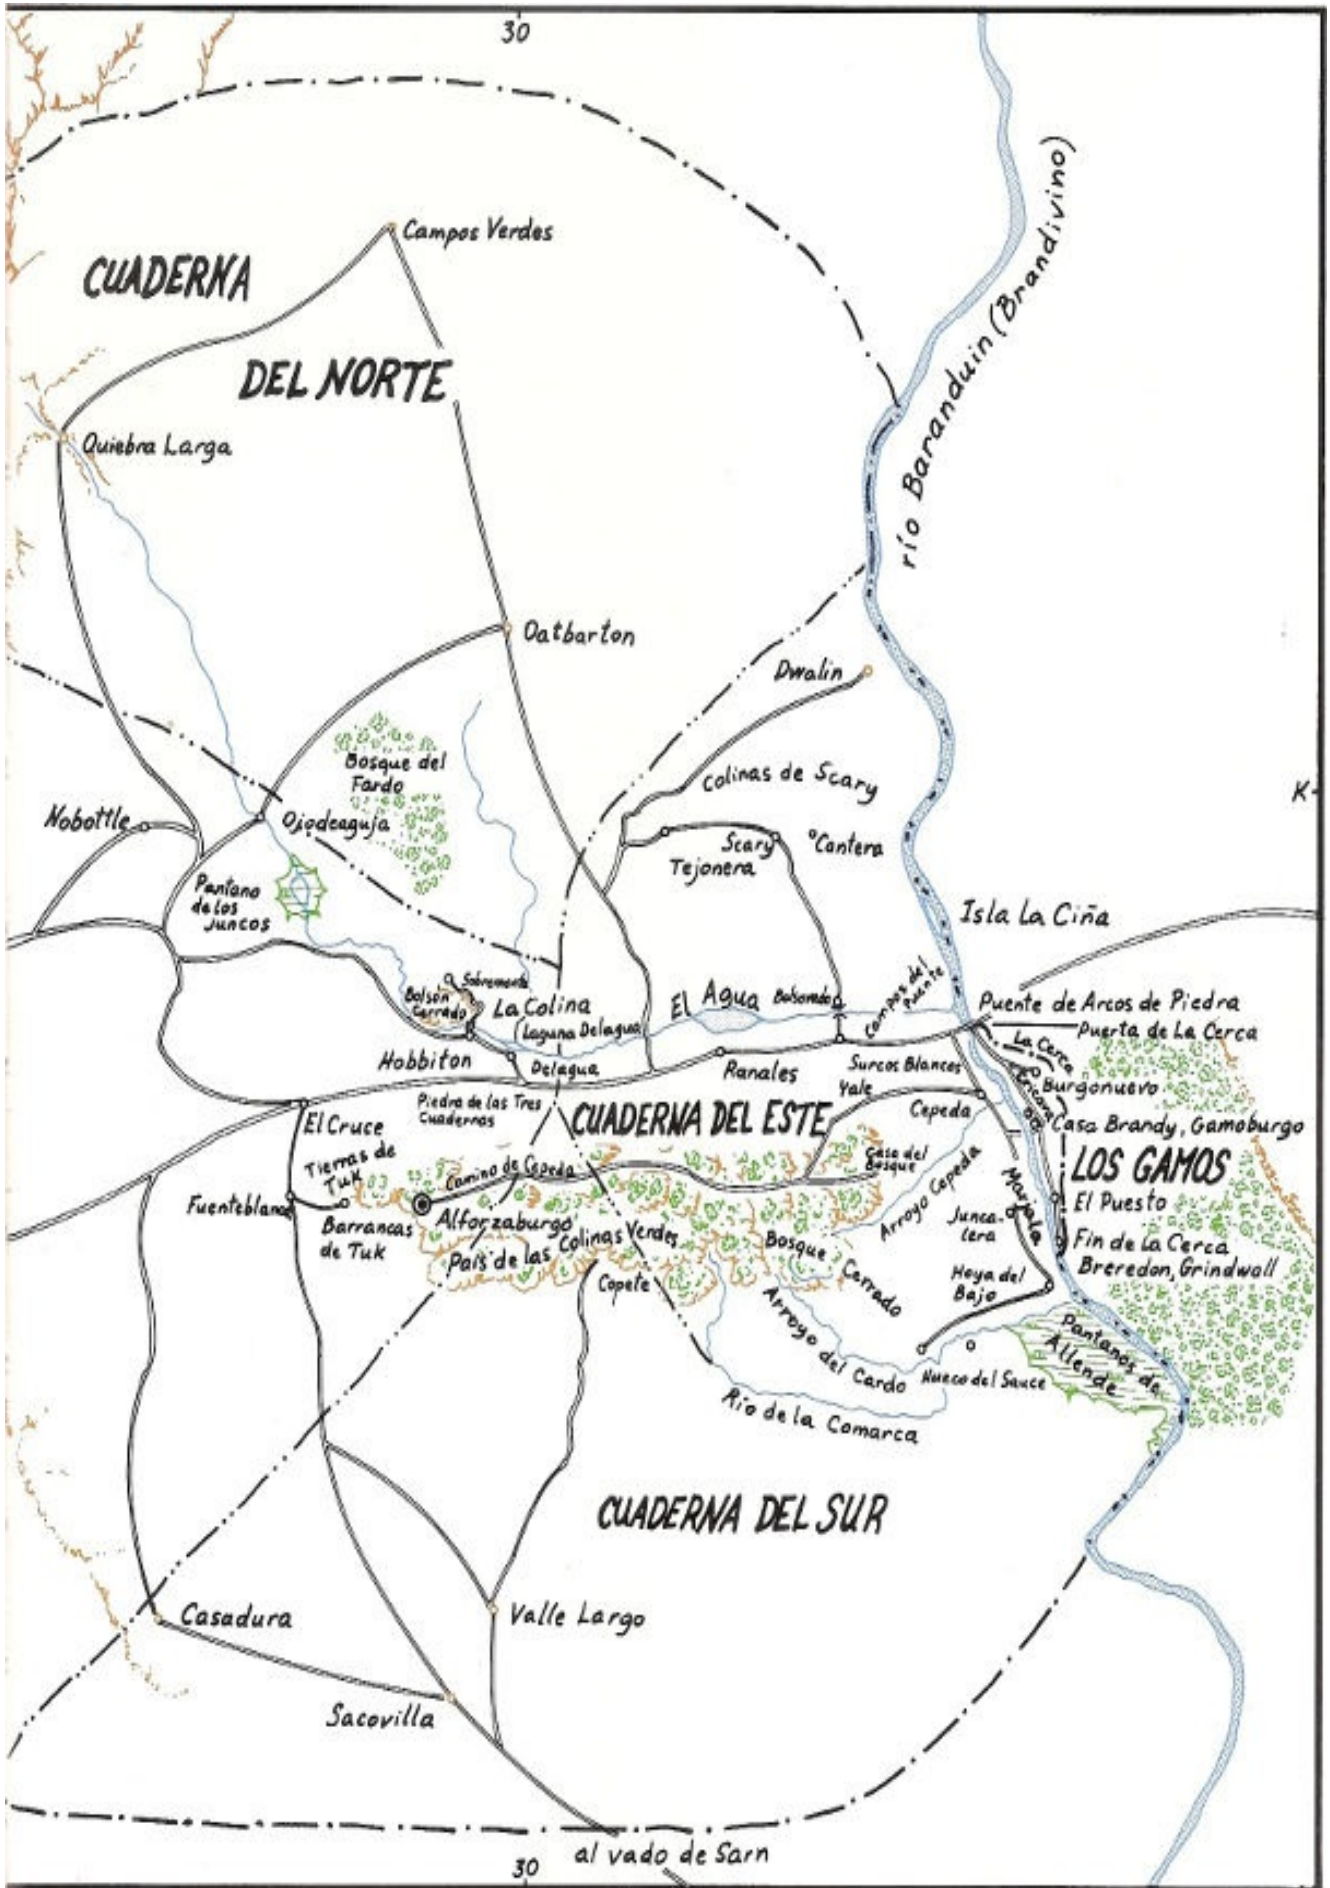 30
río Baranduin (Brandivino)
Campos Verdes
CUADERNA
DEL NORTE
Quiebra Larga
Oatbarton
Dwalin
Bosque del
Fardo
Colinas de Scary
K
Nobottle
Ojodeaguja
Scary
Cantera
Tejonera
Pantano
de los
Juncos
Isla La Ciña
Sobremonte
Bolsón
Cerrado
La Colina
(Laguna Delagua)
El Agua
Bolsorado
Campos del
Puente
Puente de Arcos de Piedra
Puerta de La Cerca
Hobbiton
Delagua
Ranales
Surcos Blancos
La Cerca
Burgonuevo
Yale
Cepeda
Piedra de las Tres
Cuadernas
CUADERNA DEL ESTE
El Cruce
Casa Brandy, Gamoburgo
Tierras de
Tuk
Camino de Cepeda
Casa del
Bosque
Arroyo Cepeda
Marjala
LOS GAMOS
Fuenteblanca
El Puesto
Barrancas
de Tuk
Alforzaburgo
País de las Colinas Verdes
Bosque
Cerrado
Junca-
tera
Fin de La Cerca
Breredon, Grindwall
Hoya del
Bajo
Copete
Arroyo del Cardo
Hueco del Sauce
Pantanos de
Allende
Río de la Comarca
CUADERNA DEL SUR
Casadura
Valle Largo
Sacovilla
al vado de Sarn
30